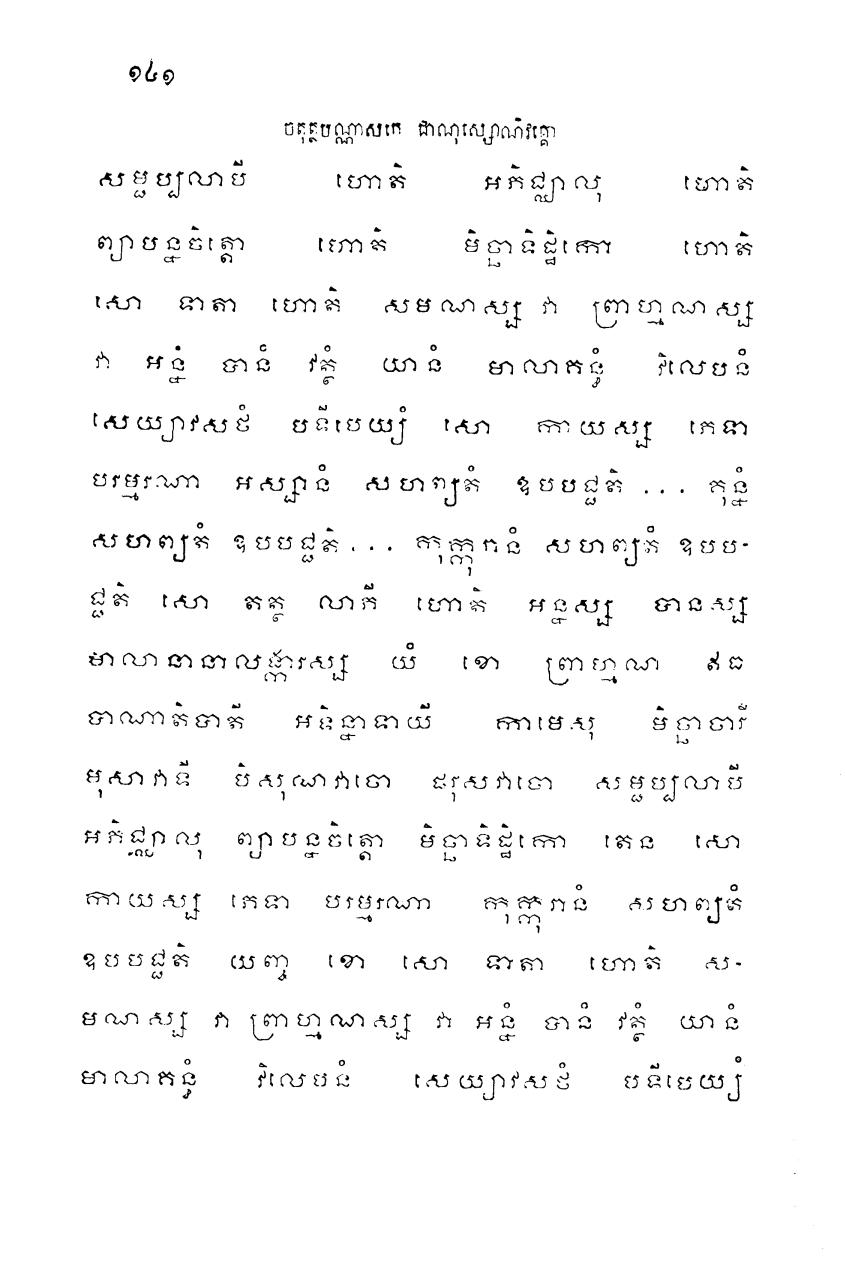 ១៤១
ចតុត្ថបណ្ណាសកេ ជាណុស្សោណិវគ្គោ
សម្ផប្បលាបី ហោតិ អភិជ្ឈាលុ ហោតិ
ព្យាបន្នចិត្តោ ហោតិ មិច្ឆាទិដ្ឋិកោ ហោតិ
សោ ទាតា ហោតិ សមណស្ស វា ព្រាហ្មណស្ស
វា អន្នំ បានំ វត្ថំ យានំ មាលាគន្ធំ វិលេបនំ
សេយ្យាវសថំ បទីបេយ្យំ សោ កាយស្ស ភេទា
បរម្មរណា អស្សានំ សហព្យតំ ឧបបជ្ជតិ ... គុន្នំ
សហព្យតំ ឧបបជ្ជតិ ... កុក្កុរានំ សហព្យតំ ឧបប-
ជ្ជតិ សោ តត្ថ លាភី ហោតិ អន្នស្ស បានស្ស
មាលានានាលង្ការស្ស យំ ខោ ព្រាហ្មណ ឥធ
បាណាតិបាតី អទិន្នាទាយី កាមេសុ មិច្ឆាចារី
មុសាវាទី បិសុណវាចោ ផរុសវាចោ សម្ផប្បលាបី
អភិជ្ឈាលុ ព្យាបន្នចិត្តោ មិច្ឆាទិដ្ឋិកោ តេន សោ
កាយស្ស ភេទា បរម្មរណា កុក្កុរានំ សហព្យតំ
ឧបបជ្ជតិ យញ្ច ខោ សោ ទាតា ហោតិ ស-
មណស្ស វា ព្រាហ្មណស្ស វា អន្នំ បានំ វត្ថំ យានំ
មាលាគន្ធំ វិលេបនំ សេយ្យាវសថំ បទីបេយ្យំ